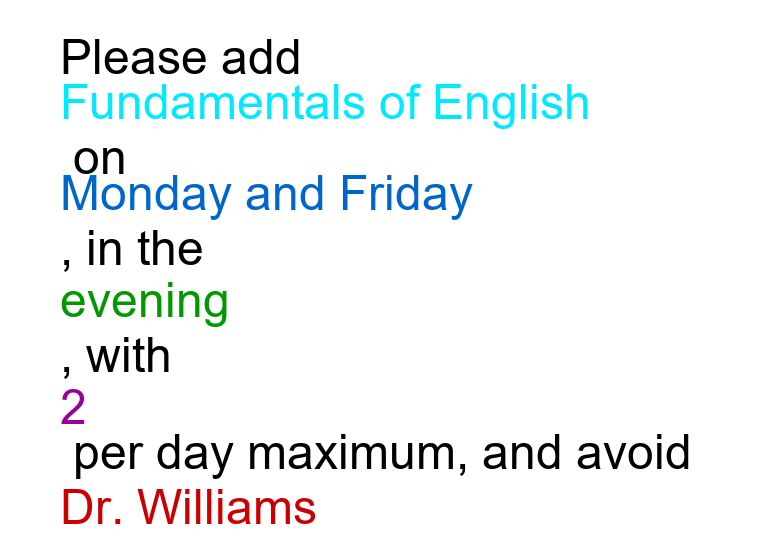 Please add
Fundamentals of English
on
Monday and Friday
, in the
evening
, with
2
per day maximum, and avoid
Dr. Williams